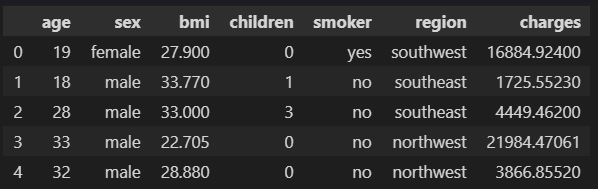 age sex bmi children smoker region charges
0 19 female 27.900 0 yes southwest 16884.92400
1 18 male 33.770 1 no southeast 1725.55230
2 28 male 33.000 3 no southeast 4449.46200
3 33 male 22.705 0 no northwest 21984.47061
4 32 male 28.880 0 no northwest 3866.85520